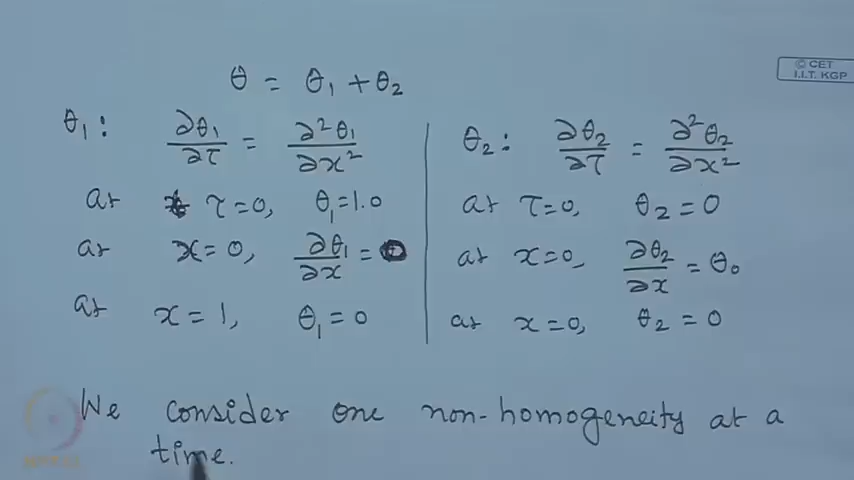 © CET
I.I.T. KGP
θ = θ₁ + θ₂
θ₁: ∂θ₁/∂τ = ∂²θ₁/∂x²
at τ=0, θ₁=1.0
at x=0, ∂θ₁/∂x = 0
at x=1, θ₁=0
θ₂: ∂θ₂/∂τ = ∂²θ₂/∂x²
at τ=0, θ₂=0
at x=0, ∂θ₂/∂x = θ₀
at x=0, θ₂=0
We consider one non-homogeneity at a
time.